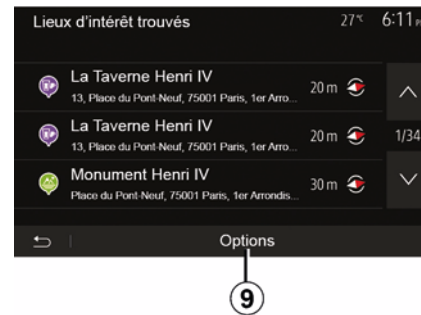 Lieux d'intérêt trouvés 27°C 6:11
La Taverne Henri IV
13, Place du Pont-Neuf, 75001 Paris, 1er Arro... 20 m
La Taverne Henri IV
13, Place du Pont-Neuf, 75001 Paris, 1er Arro... 20 m
1/34
Monument Henri IV
Place du Pont-Neuf, 75001 Paris, 1er Arrondis... 30 m
Options
9